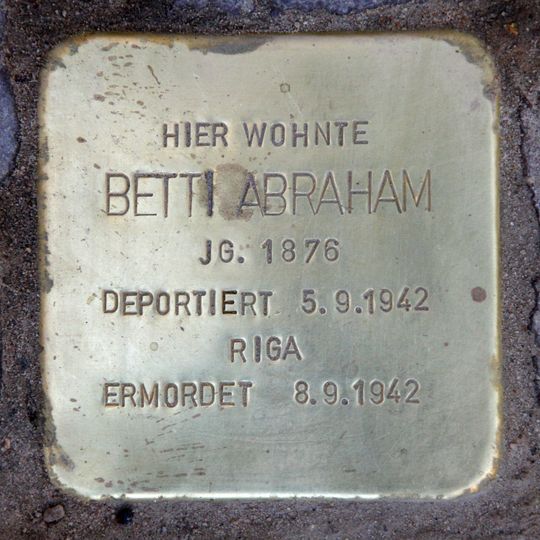 HIER WOHNTE
BETTI ABRAHAM
JG. 1876
DEPORTIERT 5.9.1942
RIGA
ERMORDET 8.9.1942